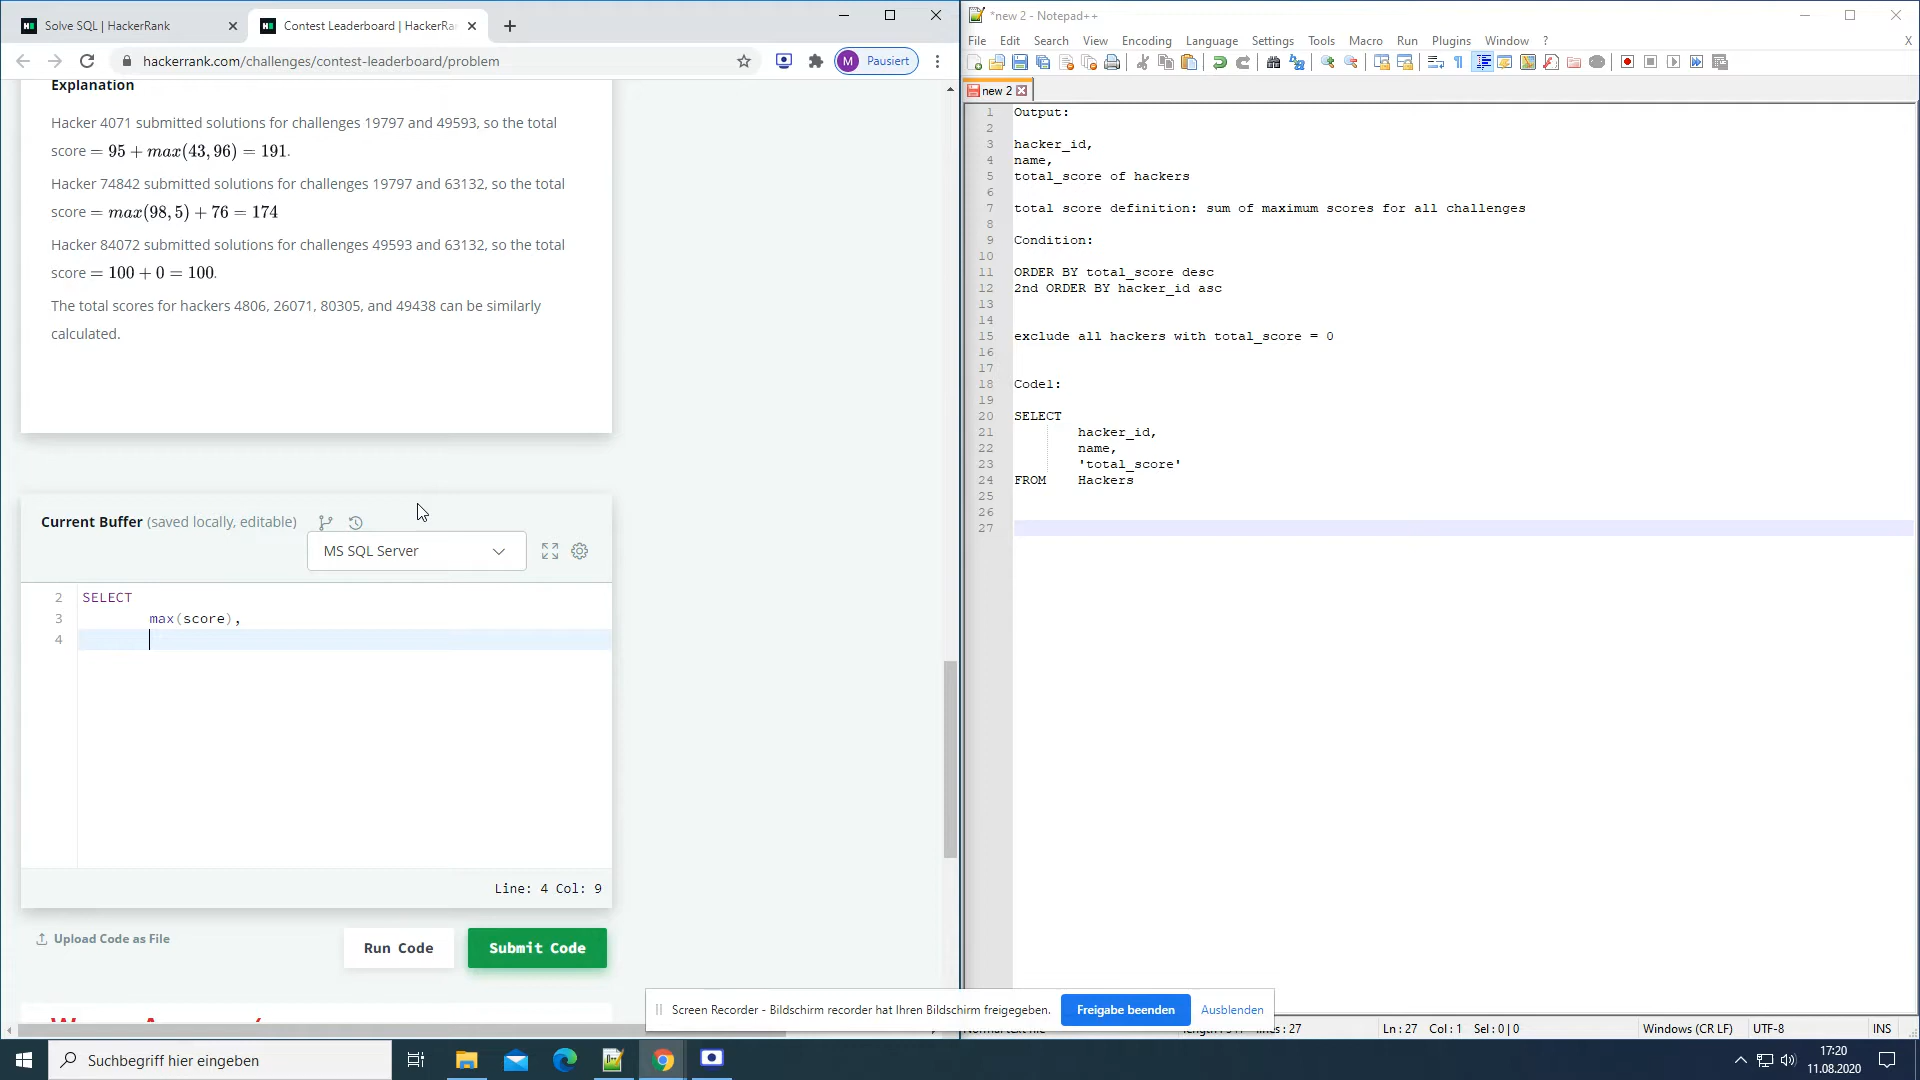 Solve SQL | HackerRank
Contest Leaderboard | HackerRa
hackerrank.com/challenges/contest-leaderboard/problem
M Pausiert
Explanation
Hacker 4071 submitted solutions for challenges 19797 and 49593, so the total
score = 95 + max(43, 96) = 191.
Hacker 74842 submitted solutions for challenges 19797 and 63132, so the total
score = max(98, 5) + 76 = 174
Hacker 84072 submitted solutions for challenges 49593 and 63132, so the total
score = 100 + 0 = 100.
The total scores for hackers 4806, 26071, 80305, and 49438 can be similarly
calculated.
Current Buffer (saved locally, editable)
MS SQL Server
2 SELECT
3 max(score),
4
Line: 4 Col: 9
Upload Code as File
Run Code
Submit Code
*new 2 - Notepad++
File Edit Search View Encoding Language Settings Tools Macro Run Plugins Window ? X
new 2
1 Output:
2
3 hacker_id,
4 name,
5 total_score of hackers
6
7 total score definition: sum of maximum scores for all challenges
8
9 Condition:
10
11 ORDER BY total_score desc
12 2nd ORDER BY hacker_id asc
13
14
15 exclude all hackers with total_score = 0
16
17
18 Code1:
19
20 SELECT
21 hacker_id,
22 name,
23 'total_score'
24 FROM Hackers
25
26
27
Screen Recorder - Bildschirm recorder hat Ihren Bildschirm freigegeben.
Freigabe beenden
Ausblenden
Ln: 27 Col: 1 Sel: 0 | 0
Windows (CR LF)
UTF-8
INS
Suchbegriff hier eingeben
17:20
11.08.2020